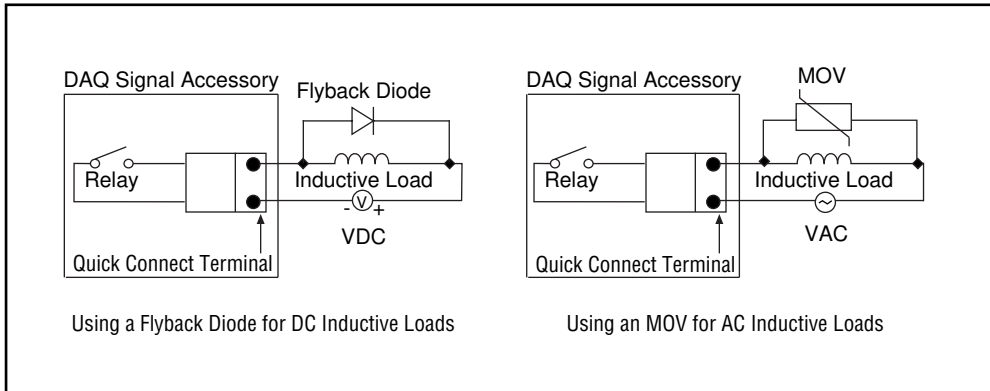 DAQ Signal Accessory
Flyback Diode
Relay
Inductive Load
- V +
VDC
Quick Connect Terminal
Using a Flyback Diode for DC Inductive Loads
DAQ Signal Accessory
MOV
Relay
Inductive Load
VAC
Quick Connect Terminal
Using an MOV for AC Inductive Loads